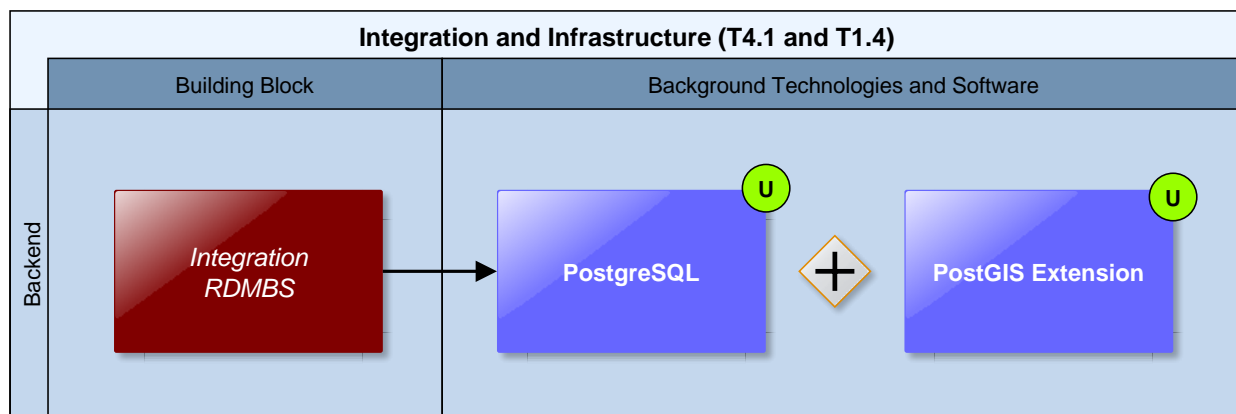 Integration and Infrastructure (T4.1 and T1.4)
Building Block
Background Technologies and Software
Backend
Integration
RDMBS
PostgreSQL
U
PostGIS Extension
U